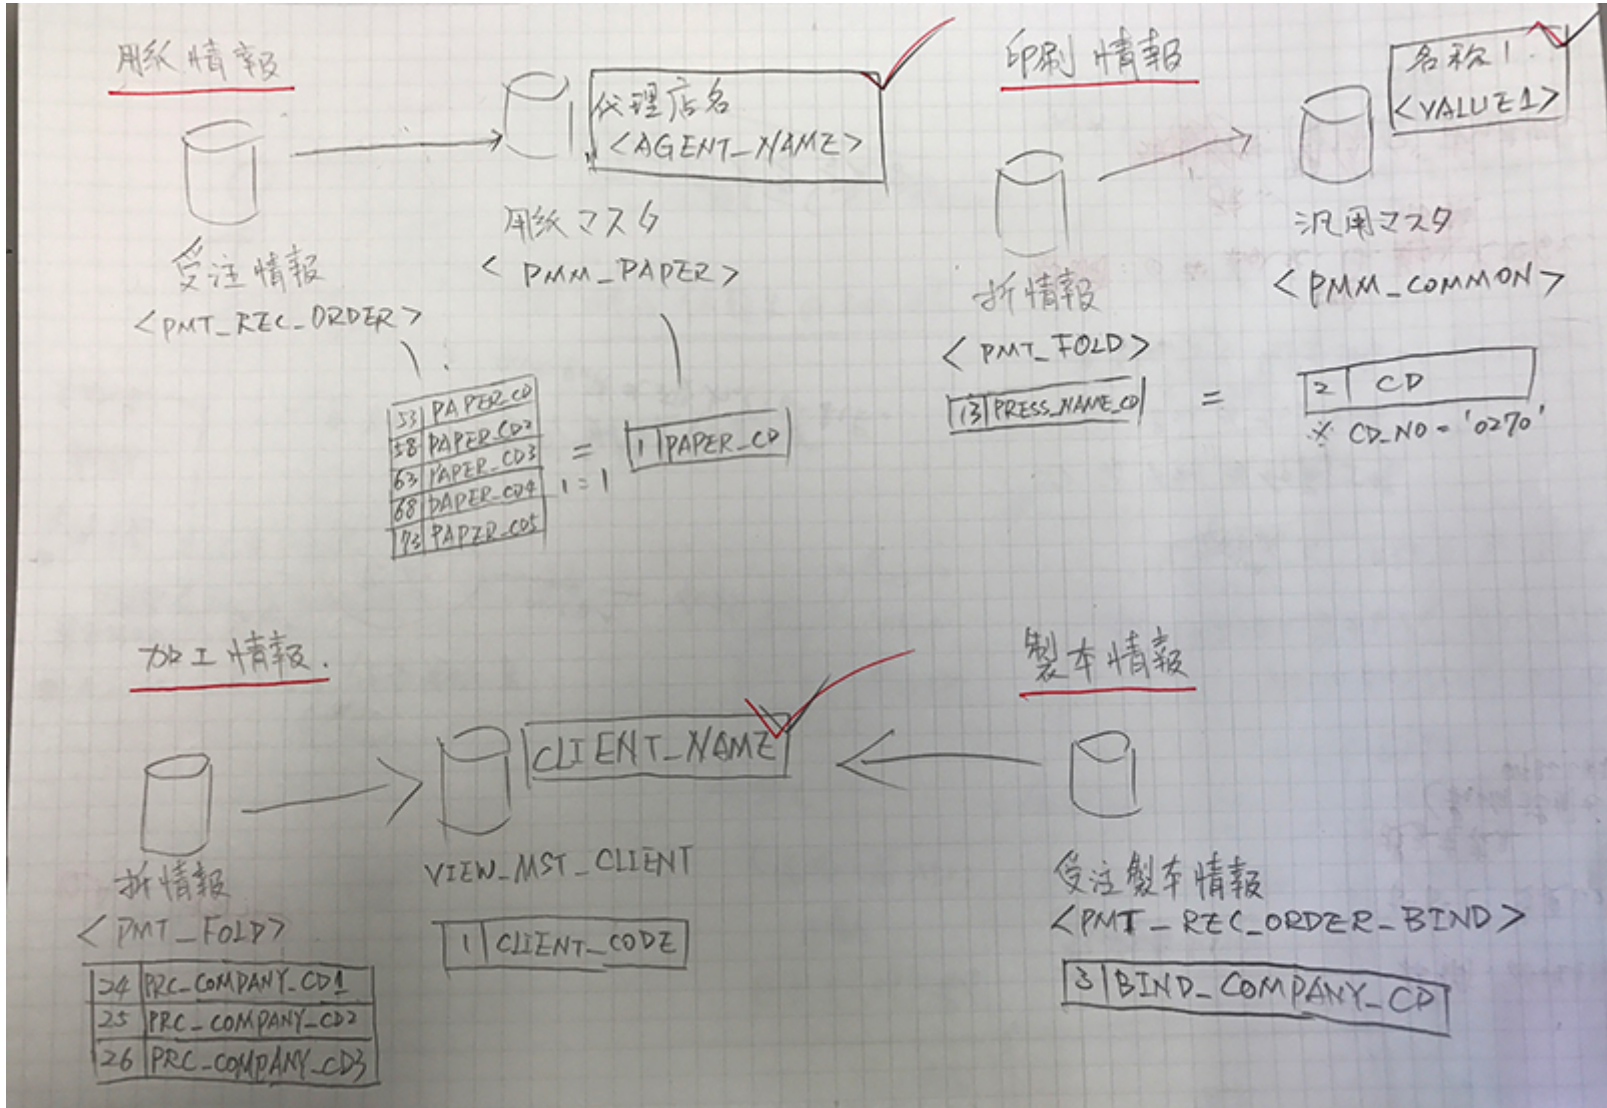 用紙情報
代理店名
<AGENT_NAME>
受注情報
<PMT_REC_ORDER>
用紙マスタ
<PMM_PAPER>
53 PAPER_CD
58 PAPER_CD2
63 PAPER_CD3
68 PAPER_CD4
73 PAPER_CD5
=
1=1
1 PAPER_CD
印刷情報
名称1
<VALUE1>
折情報
<PMT_FOLD>
汎用マスタ
<PMM_COMMON>
13 PRESS_NAME_CD
=
2 CD
※ CD_NO = '0270'
加工情報.
CLIENT_NAME
折情報
<PMT_FOLD>
24 PRC_COMPANY_CD1
25 PRC_COMPANY_CD2
26 PRC_COMPANY_CD3
VIEW_MST_CLIENT
1 CLIENT_CODE
製本情報
受注製本情報
<PMT_REC_ORDER_BIND>
3 BIND_COMPANY_CD